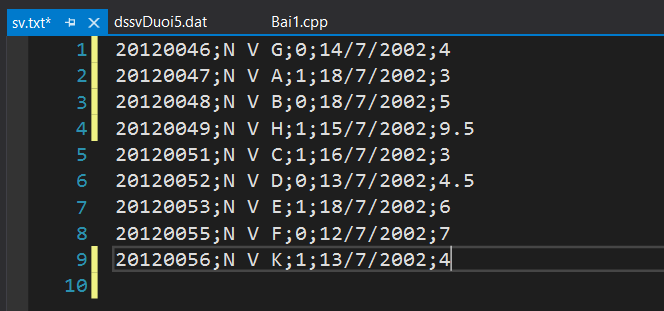 sv.txt* dssvDuoi5.dat Bai1.cpp
1 20120046;N V G;0;14/7/2002;4
2 20120047;N V A;1;18/7/2002;3
3 20120048;N V B;0;18/7/2002;5
4 20120049;N V H;1;15/7/2002;9.5
5 20120051;N V C;1;16/7/2002;3
6 20120052;N V D;0;13/7/2002;4.5
7 20120053;N V E;1;18/7/2002;6
8 20120055;N V F;0;12/7/2002;7
9 20120056;N V K;1;13/7/2002;4
10